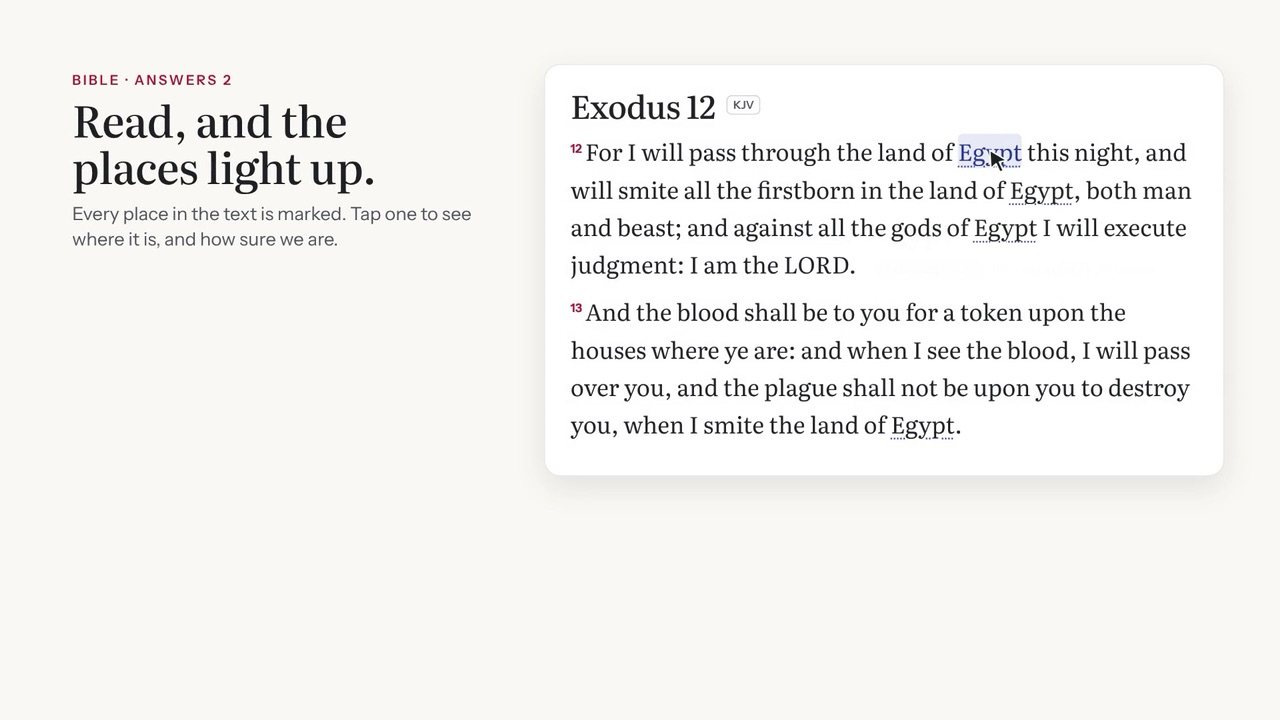 BIBLE · ANSWERS 2
Read, and the
places light up.
Every place in the text is marked. Tap one to see
where it is, and how sure we are.
Exodus 12 KJV
12 For I will pass through the land of Egypt this night, and
will smite all the firstborn in the land of Egypt, both man
and beast; and against all the gods of Egypt I will execute
judgment: I am the LORD.
13 And the blood shall be to you for a token upon the
houses where ye are: and when I see the blood, I will pass
over you, and the plague shall not be upon you to destroy
you, when I smite the land of Egypt.